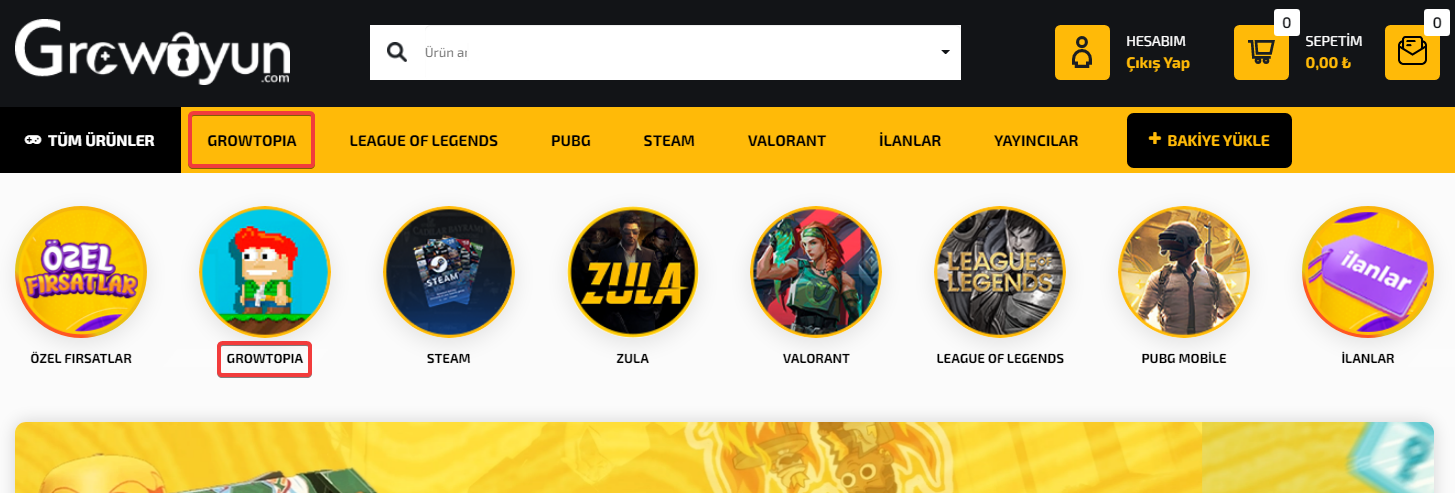 Growoyun
.com
Ürün ar
HESABIM
Çıkış Yap
0
SEPETİM
0,00 ₺
0
TÜM ÜRÜNLER
GROWTOPIA
LEAGUE OF LEGENDS
PUBG
STEAM
VALORANT
İLANLAR
YAYINCILAR
+ BAKİYE YÜKLE
ÖZEL
FIRSATLAR
STEAM
ZULA
LEAGUE OF
LEGENDS
ilanlar
ÖZEL FIRSATLAR
GROWTOPIA
STEAM
ZULA
VALORANT
LEAGUE OF LEGENDS
PUBG MOBİLE
İLANLAR